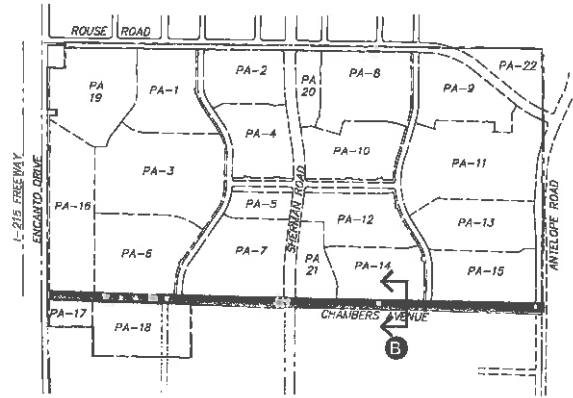 ROUSE ROAD
PA-22
PA-2
PA-8
PA
20
PA
19
PA-1
PA-9
PA-4
PA-10
PA-3
PA-11
I-215 FREEWAY
ENCANTO DRIVE
PA-16
PA-5
SHERMAN ROAD
PA-12
PA-13
ANTELOPE ROAD
PA-6
PA-7
PA
21
PA-14
PA-15
PA-17
CHAMBERS AVENUE
PA-18
B